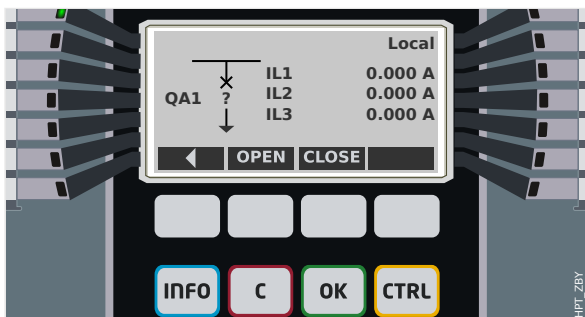 Local
IL1 0.000 A
QA1 ? IL2 0.000 A
IL3 0.000 A
OPEN CLOSE
INFO C OK CTRL
HPT_ZBY